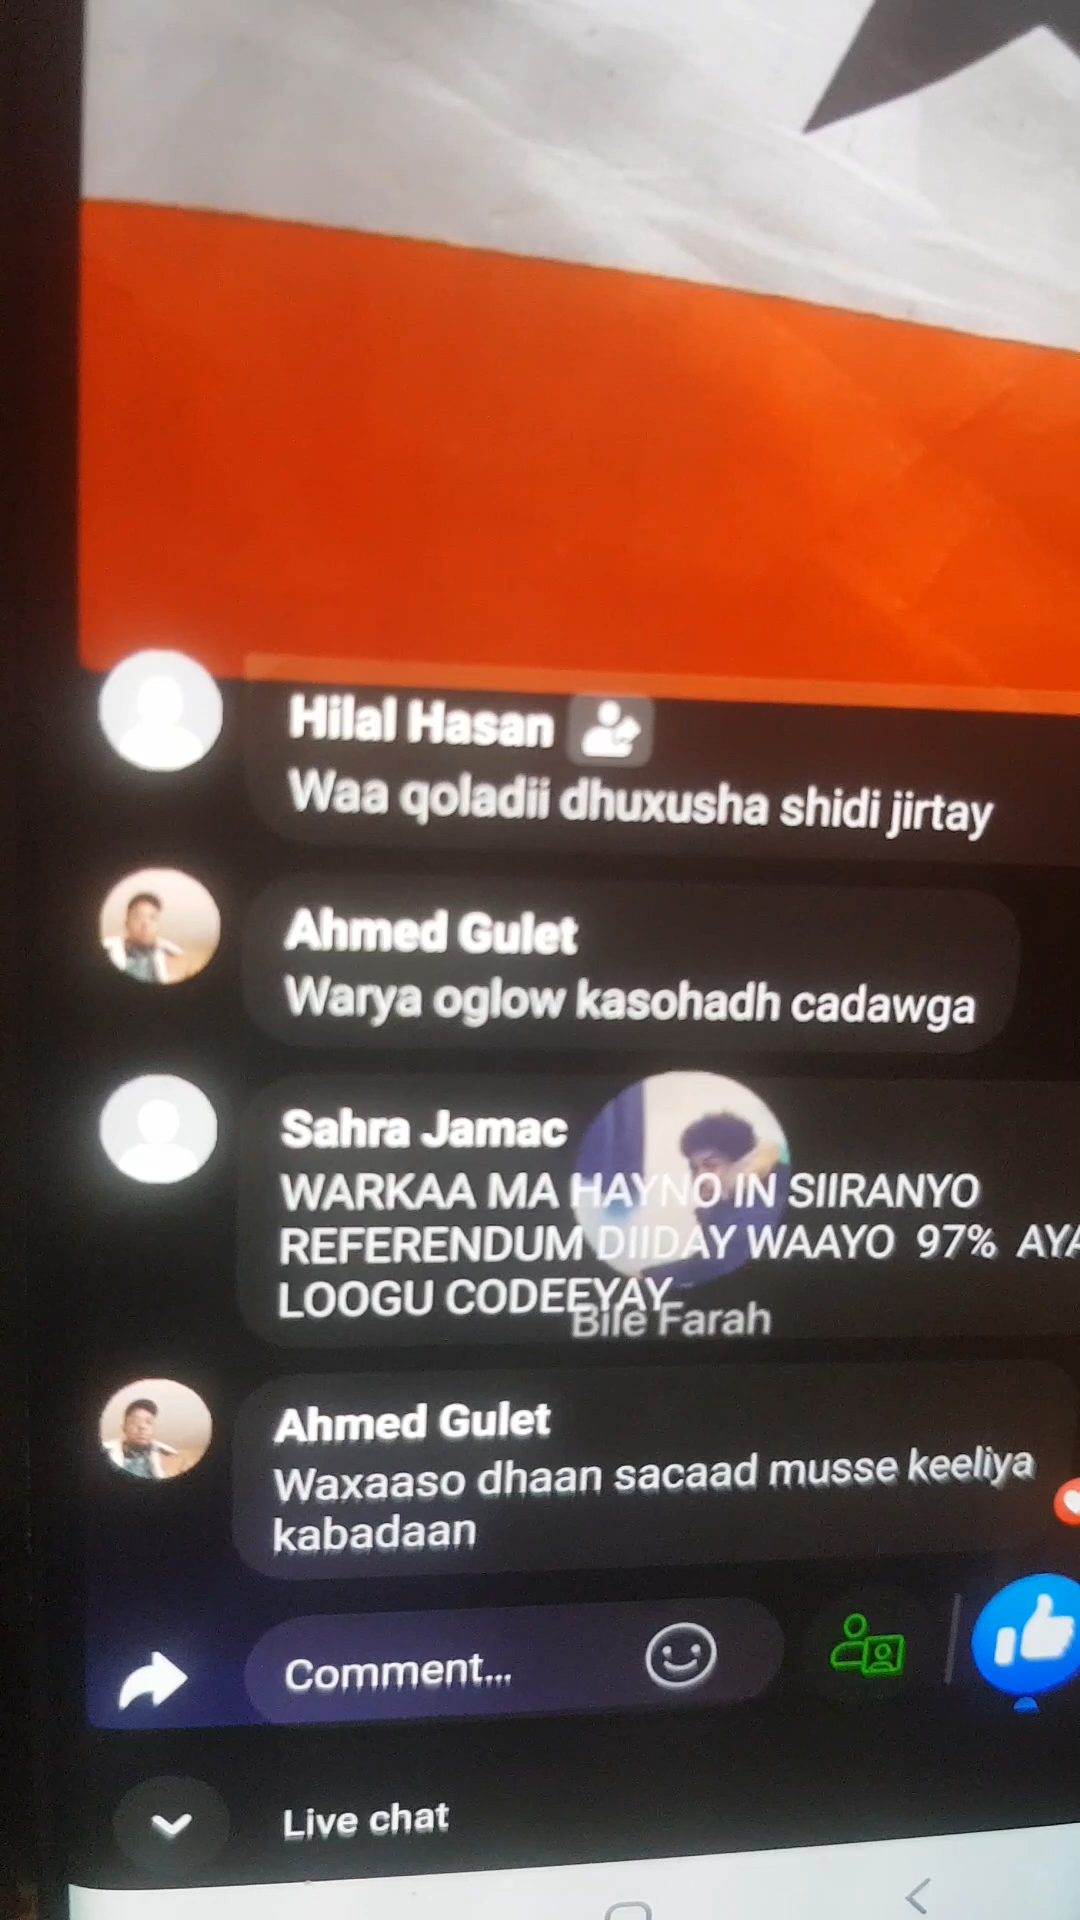 Hilal Hasan
Waa qoladii dhuxusha shidi jirtay
Ahmed Gulet
Warya oglow kasohadh cadawga
Sahra Jamac
WARKAA MA HAYNO IN SIIRANYO
REFERENDUM DIIDAY WAAYO 97% AYA
LOOGU CODEEYAY
Bile Farah
Ahmed Gulet
Waxaaso dhaan sacaad musse keeliya
kabadaan
Comment...
Live chat